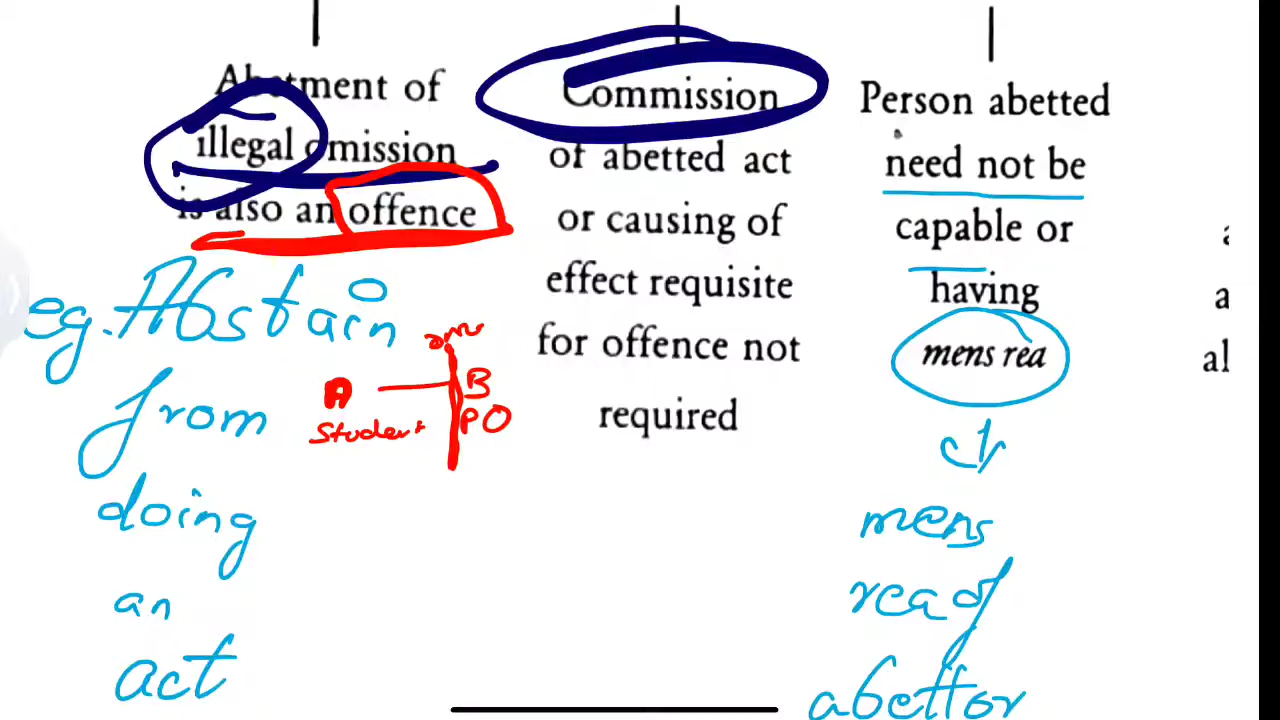 Abetment of
illegal omission
is also an offence
eg. Abstain
from
doing
an
act
A
Student
B
PO
Commission
of abetted act
or causing of
effect requisite
for offence not
required
Person abetted
need not be
capable or
having
mens rea
mens
rea of
abettor
a
a
al